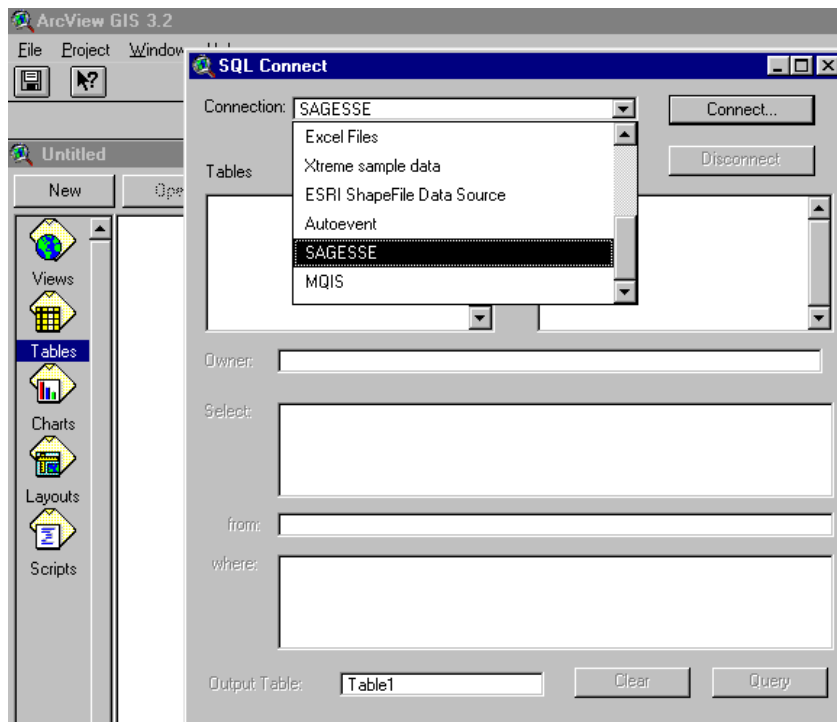 ArcView GIS 3.2
File Project Window
SQL Connect
Connection: SAGESSE
Connect...
Excel Files
Xtreme sample data
ESRI ShapeFile Data Source
Autoevent
SAGESSE
MQIS
Disconnect
Tables
Untitled
New Ope
Views
Tables
Charts
Layouts
Scripts
Owner:
Select:
from:
where:
Output Table: Table1
Clear
Query